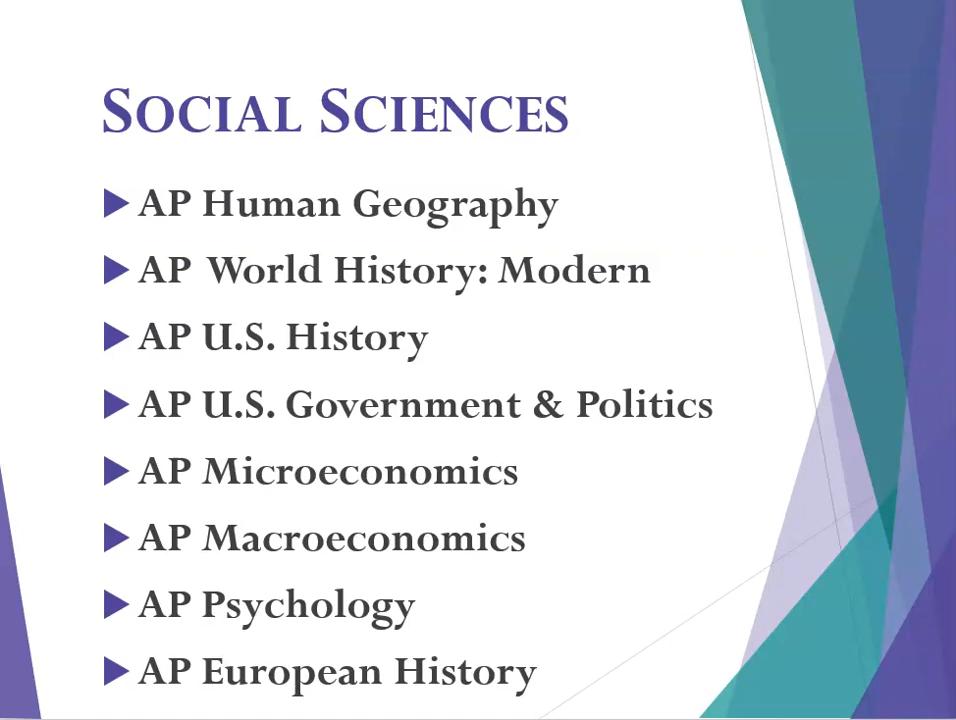 SOCIAL SCIENCES
AP Human Geography
AP World History: Modern
AP U.S. History
AP U.S. Government & Politics
AP Microeconomics
AP Macroeconomics
AP Psychology
AP European History